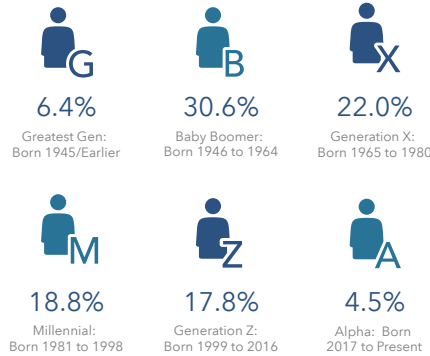 G
B
X
6.4%
30.6%
22.0%
Greatest Gen:
Born 1945/Earlier
Baby Boomer:
Born 1946 to 1964
Generation X:
Born 1965 to 1980
M
Z
A
18.8%
17.8%
4.5%
Millennial:
Born 1981 to 1998
Generation Z:
Born 1999 to 2016
Alpha: Born
2017 to Present